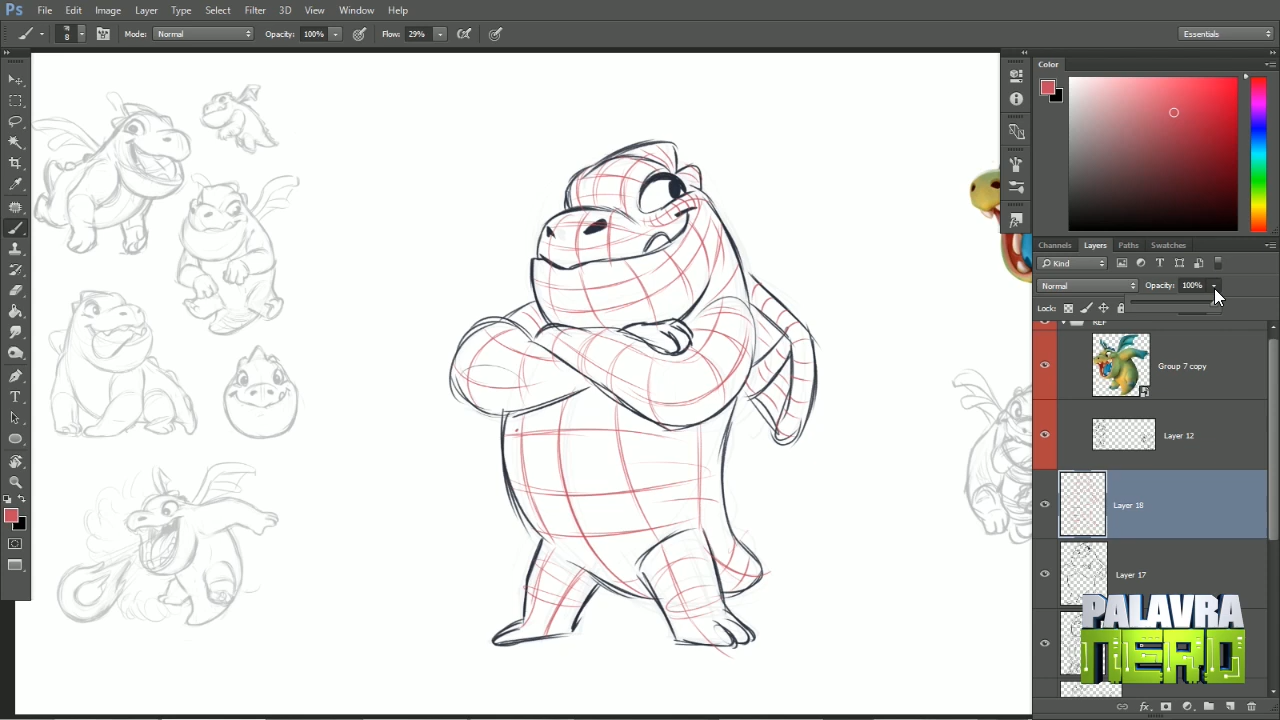 Ps File Edit Image Layer Type Select Filter 3D View Window Help
8 Mode: Normal Opacity: 100% Flow: 29% Essentials
Color
Channels Layers Paths Swatches
Kind
Normal Opacity: 100%
Lock:
REF
Group 7 copy
Layer 12
Layer 18
Layer 17
PALAVRA
NERD
fx